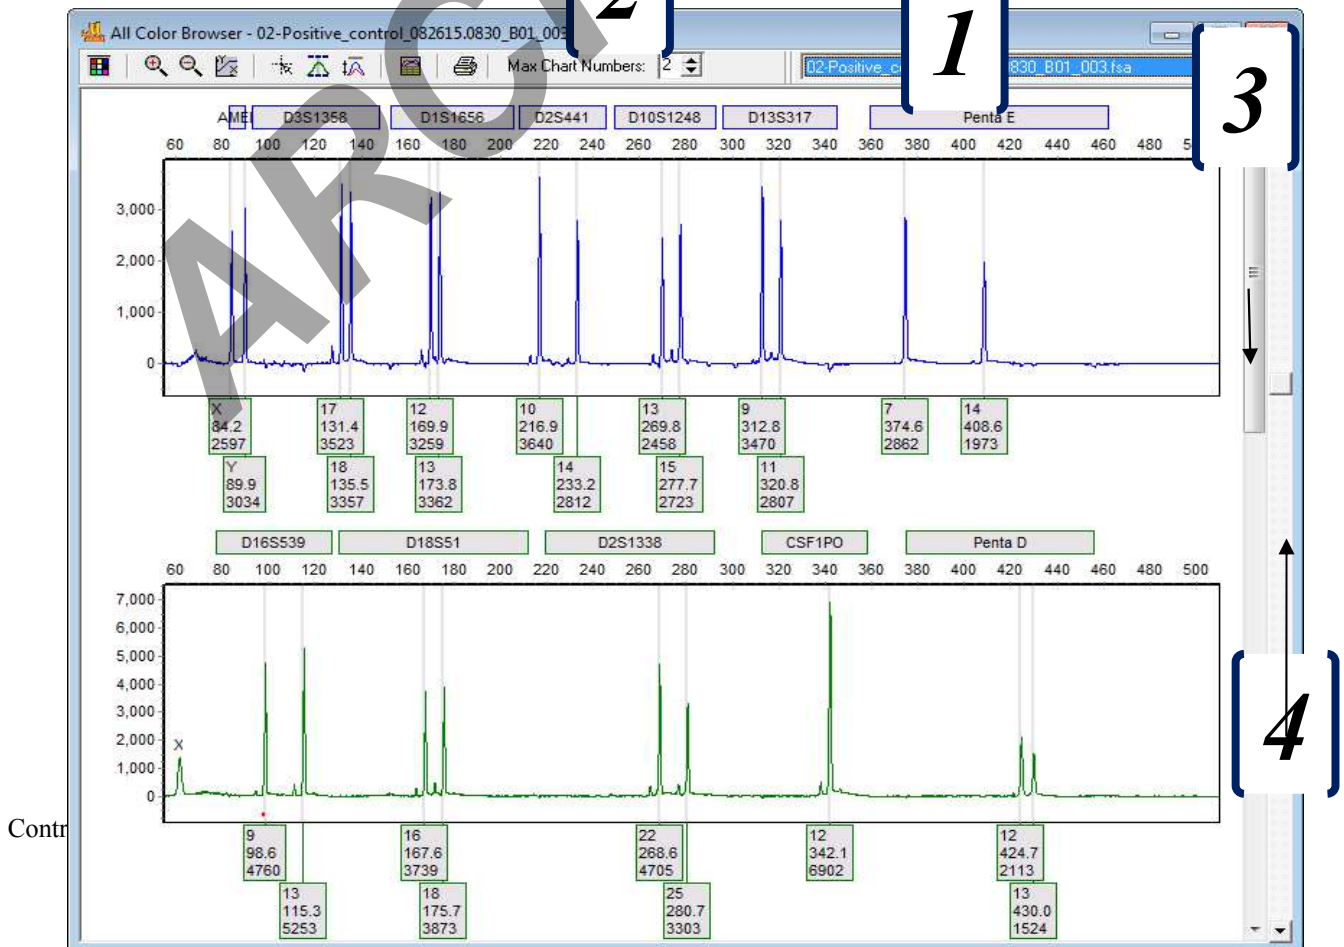 2
1
3
All Color Browser - 02-Positive_control_082615.0830_B01_003
Max Chart Numbers: 2
02-Positive_co 0830_B01_003.fsa
AMEL D3S1358 D1S1656 D2S441 D10S1248 D13S317 Penta E
60 80 100 120 140 160 180 200 220 240 260 280 300 320 340 360 380 400 420 440 460 480
3,000
2,000
1,000
0
X 17 12 10 13 9 7 14
84.2 131.4 169.9 216.9 269.8 312.8 374.6 408.6
2597 3523 3259 3640 2458 3470 2862 1973
Y 18 13 14 15 11
89.9 135.5 173.8 233.2 277.7 320.8
3034 3357 3362 2812 2723 2807
D16S539 D18S51 D2S1338 CSF1PO Penta D
60 80 100 120 140 160 180 200 220 240 260 280 300 320 340 360 380 400 420 440 460 480 500
7,000
6,000
5,000
4,000
3,000
2,000
1,000
0
X
4
Contr
9 16 22 12 12
98.6 167.6 268.6 342.1 424.7
4760 3739 4705 6902 2113
13 18 25 13
115.3 175.7 280.7 430.0
5253 3873 3303 1524
ARC